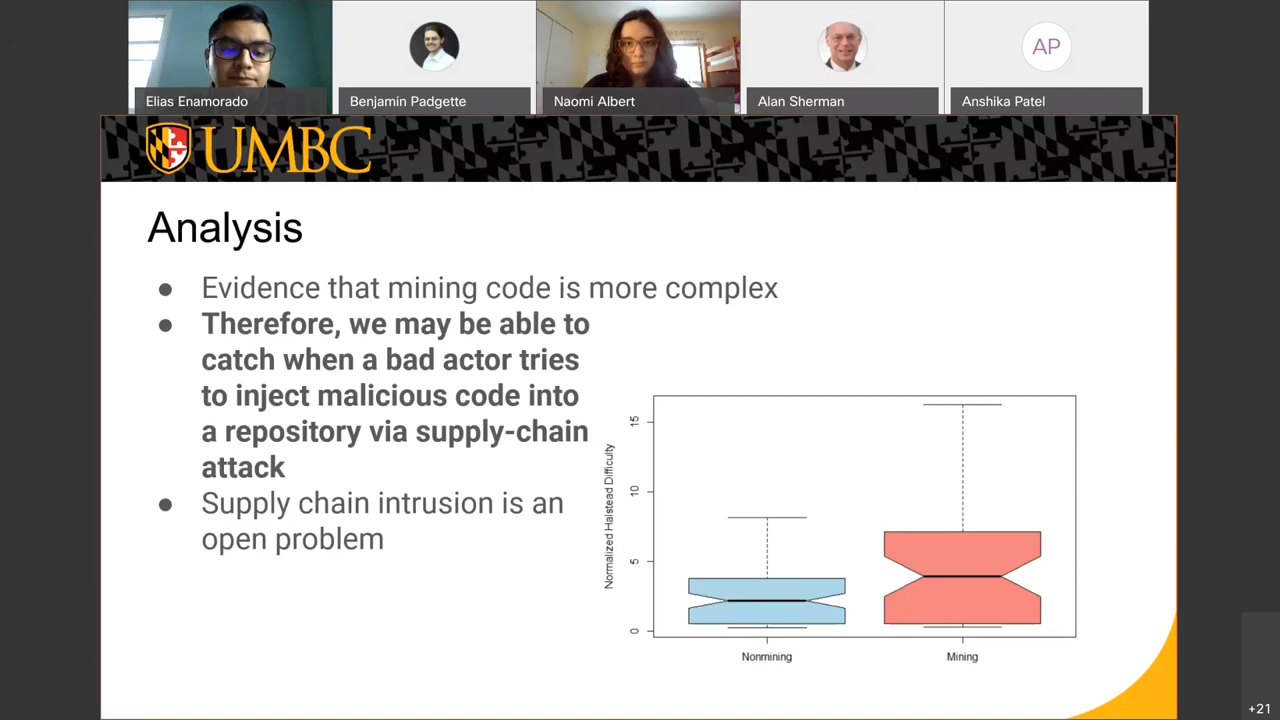 Elias Enamorado
Benjamin Padgette
Naomi Albert
Alan Sherman
AP
Anshika Patel
UMBC
Analysis
● Evidence that mining code is more complex
● Therefore, we may be able to
catch when a bad actor tries
to inject malicious code into
a repository via supply-chain
attack
● Supply chain intrusion is an
open problem
Normalized Halstead Difficulty
15
10
5
0
Nonmining
Mining
+21